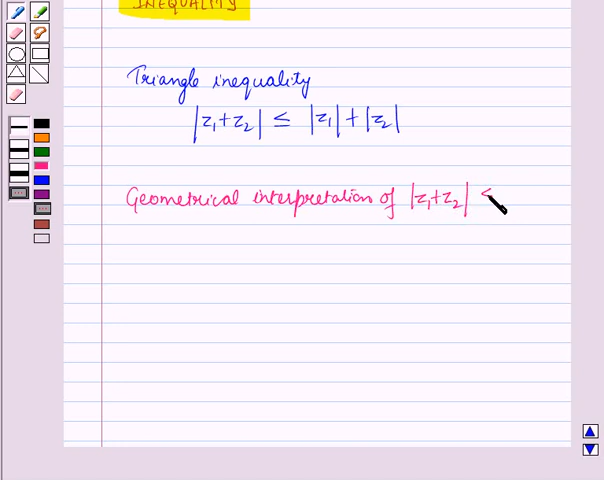 INEQUALITY
Triangle inequality
|z₁+z₂| ≤ |z₁|+|z₂|
Geometrical interpretation of |z₁+z₂| <